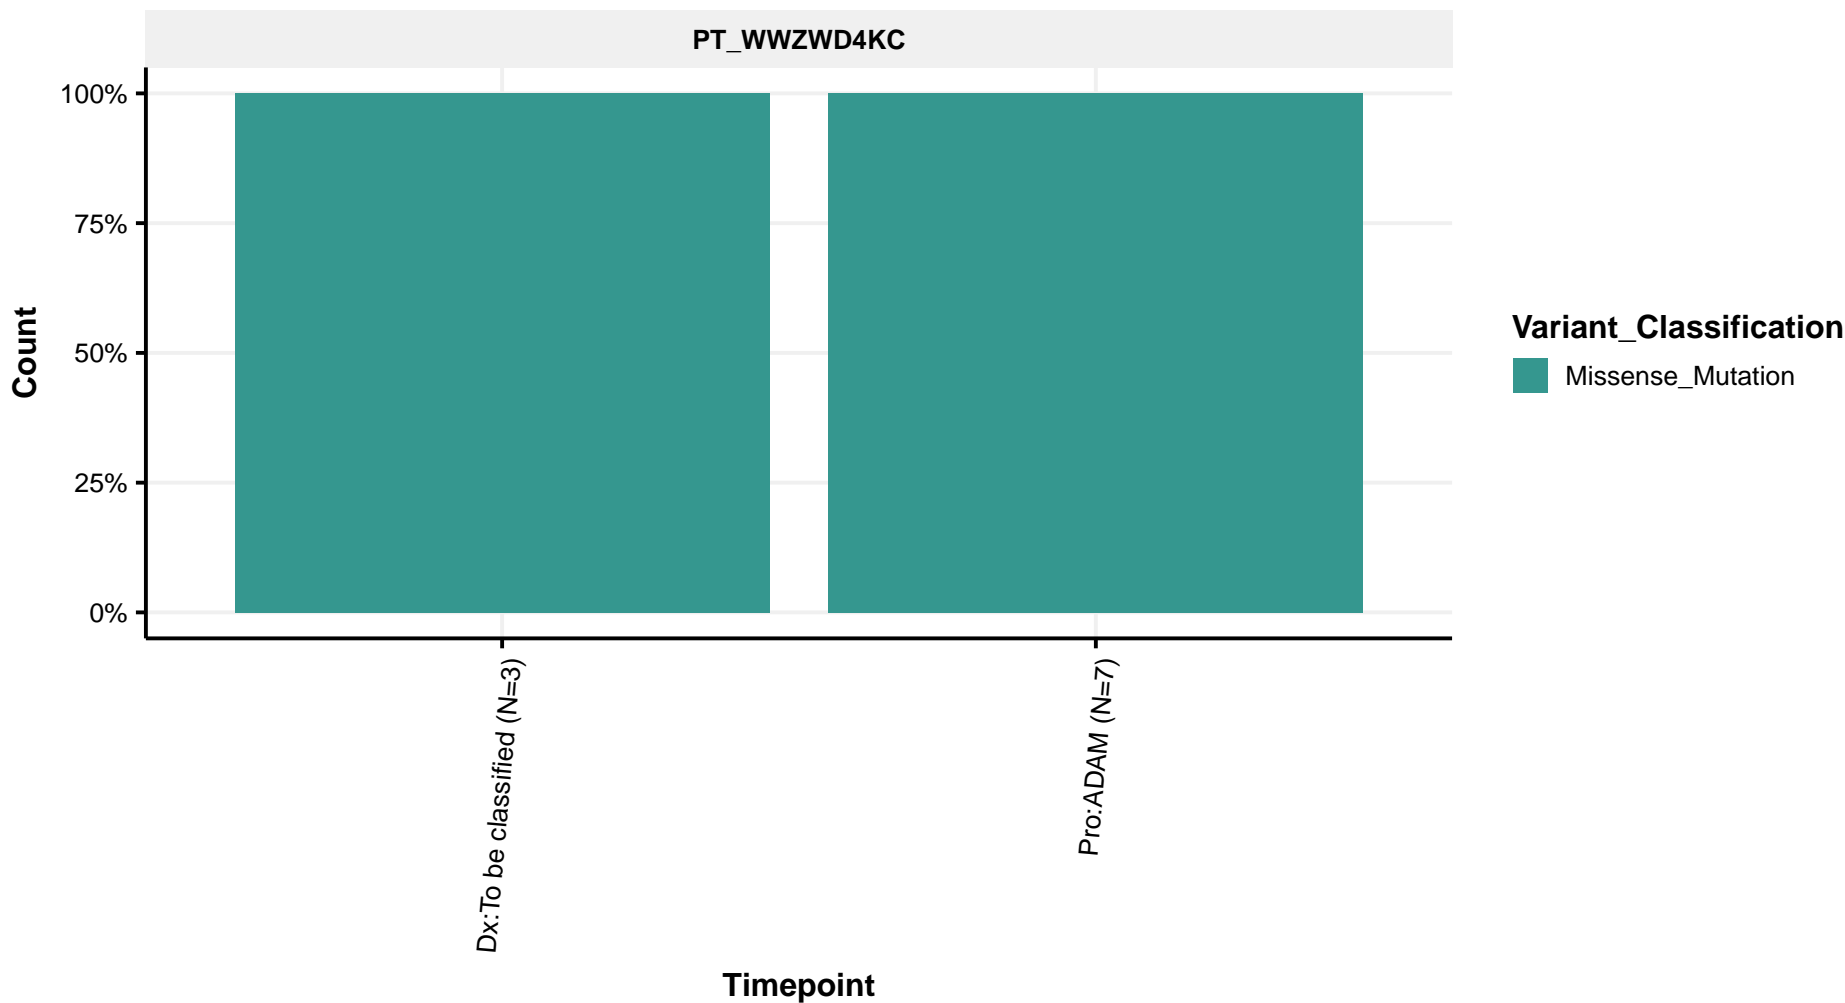 PT_WWZWD4KC
100%
75%
50%
25%
0%
Count
Dx:To be classified (N=3)
Pro:ADAM (N=7)
Timepoint
Variant_Classification
Missense_Mutation